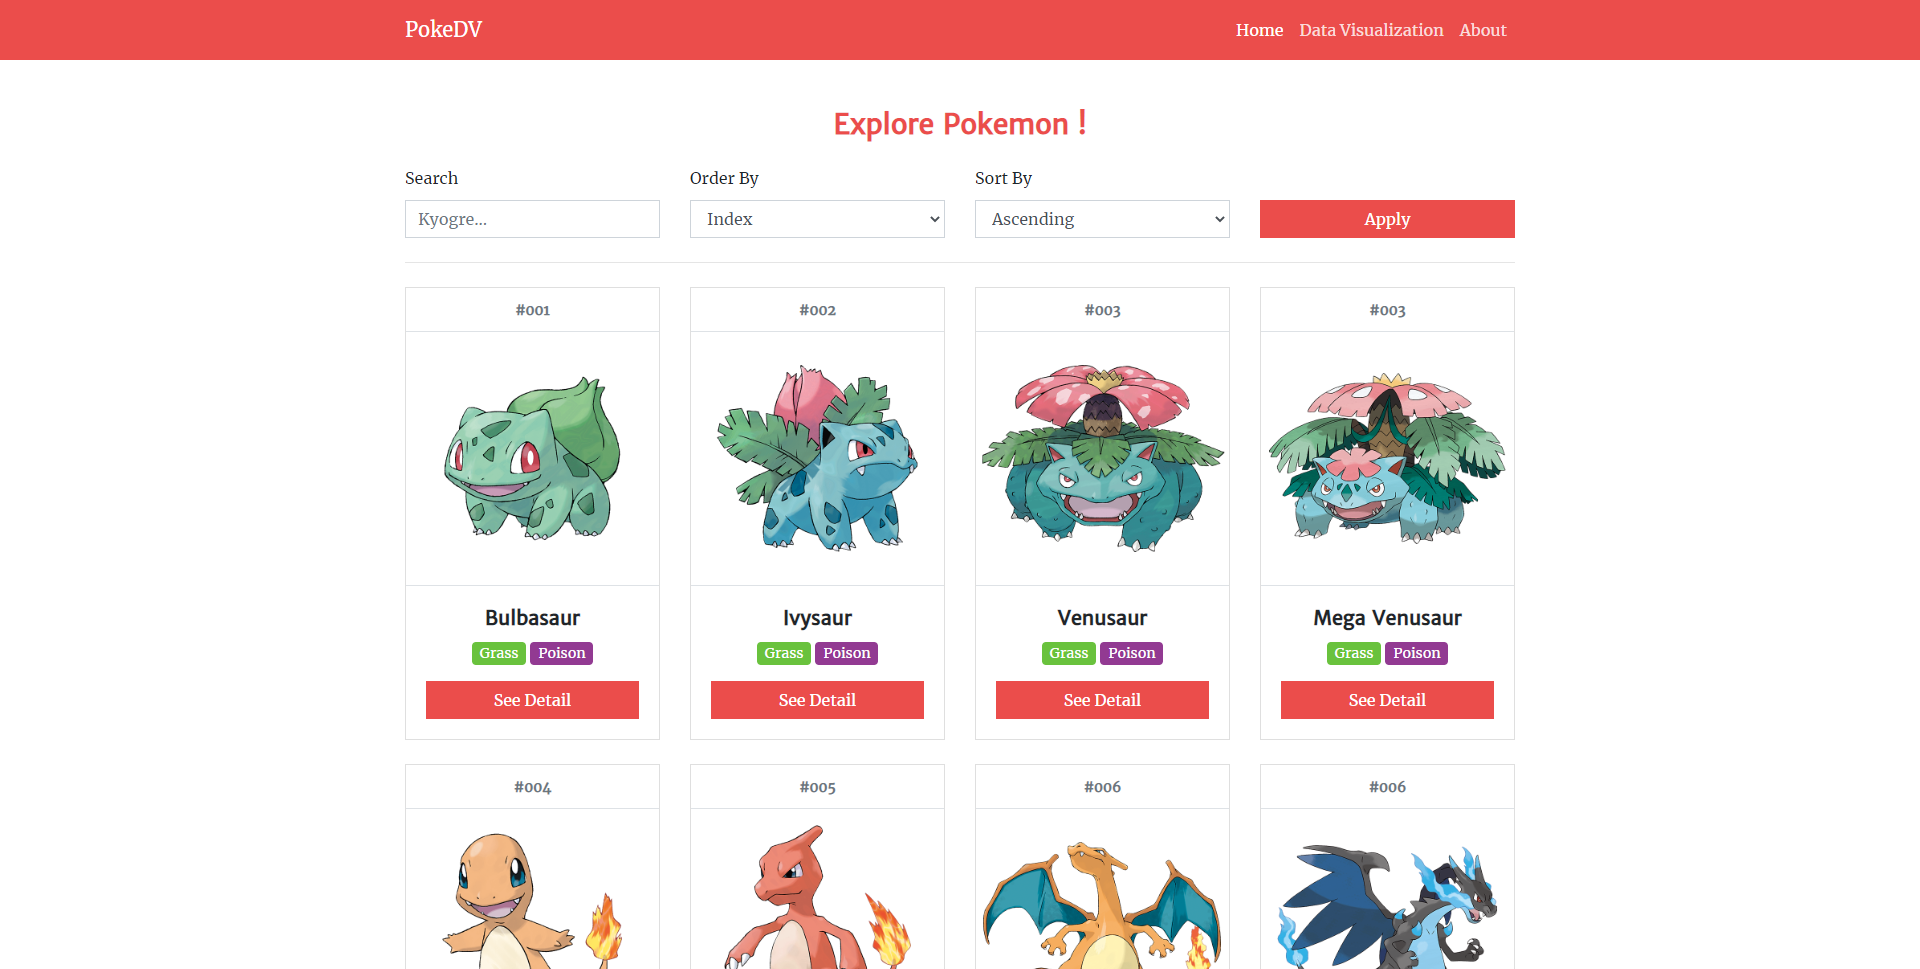 PokeDV
Home Data Visualization About
Explore Pokemon !
Search Order By Sort By
Kyogre... Index Ascending Apply
#001 #002 #003 #003
Bulbasaur Ivysaur Venusaur Mega Venusaur
Grass Poison Grass Poison Grass Poison Grass Poison
See Detail See Detail See Detail See Detail
#004 #005 #006 #006